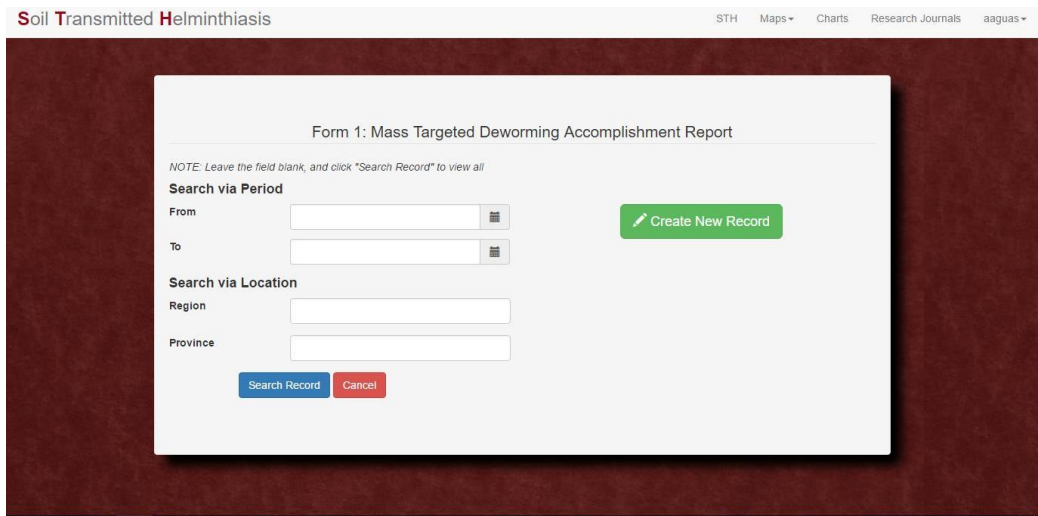 Soil Transmitted Helminthiasis
STH Maps Charts Research Journals aaguas
Form 1: Mass Targeted Deworming Accomplishment Report
NOTE: Leave the field blank, and click "Search Record" to view all
Search via Period
From
Create New Record
To
Search via Location
Region
Province
Search Record Cancel